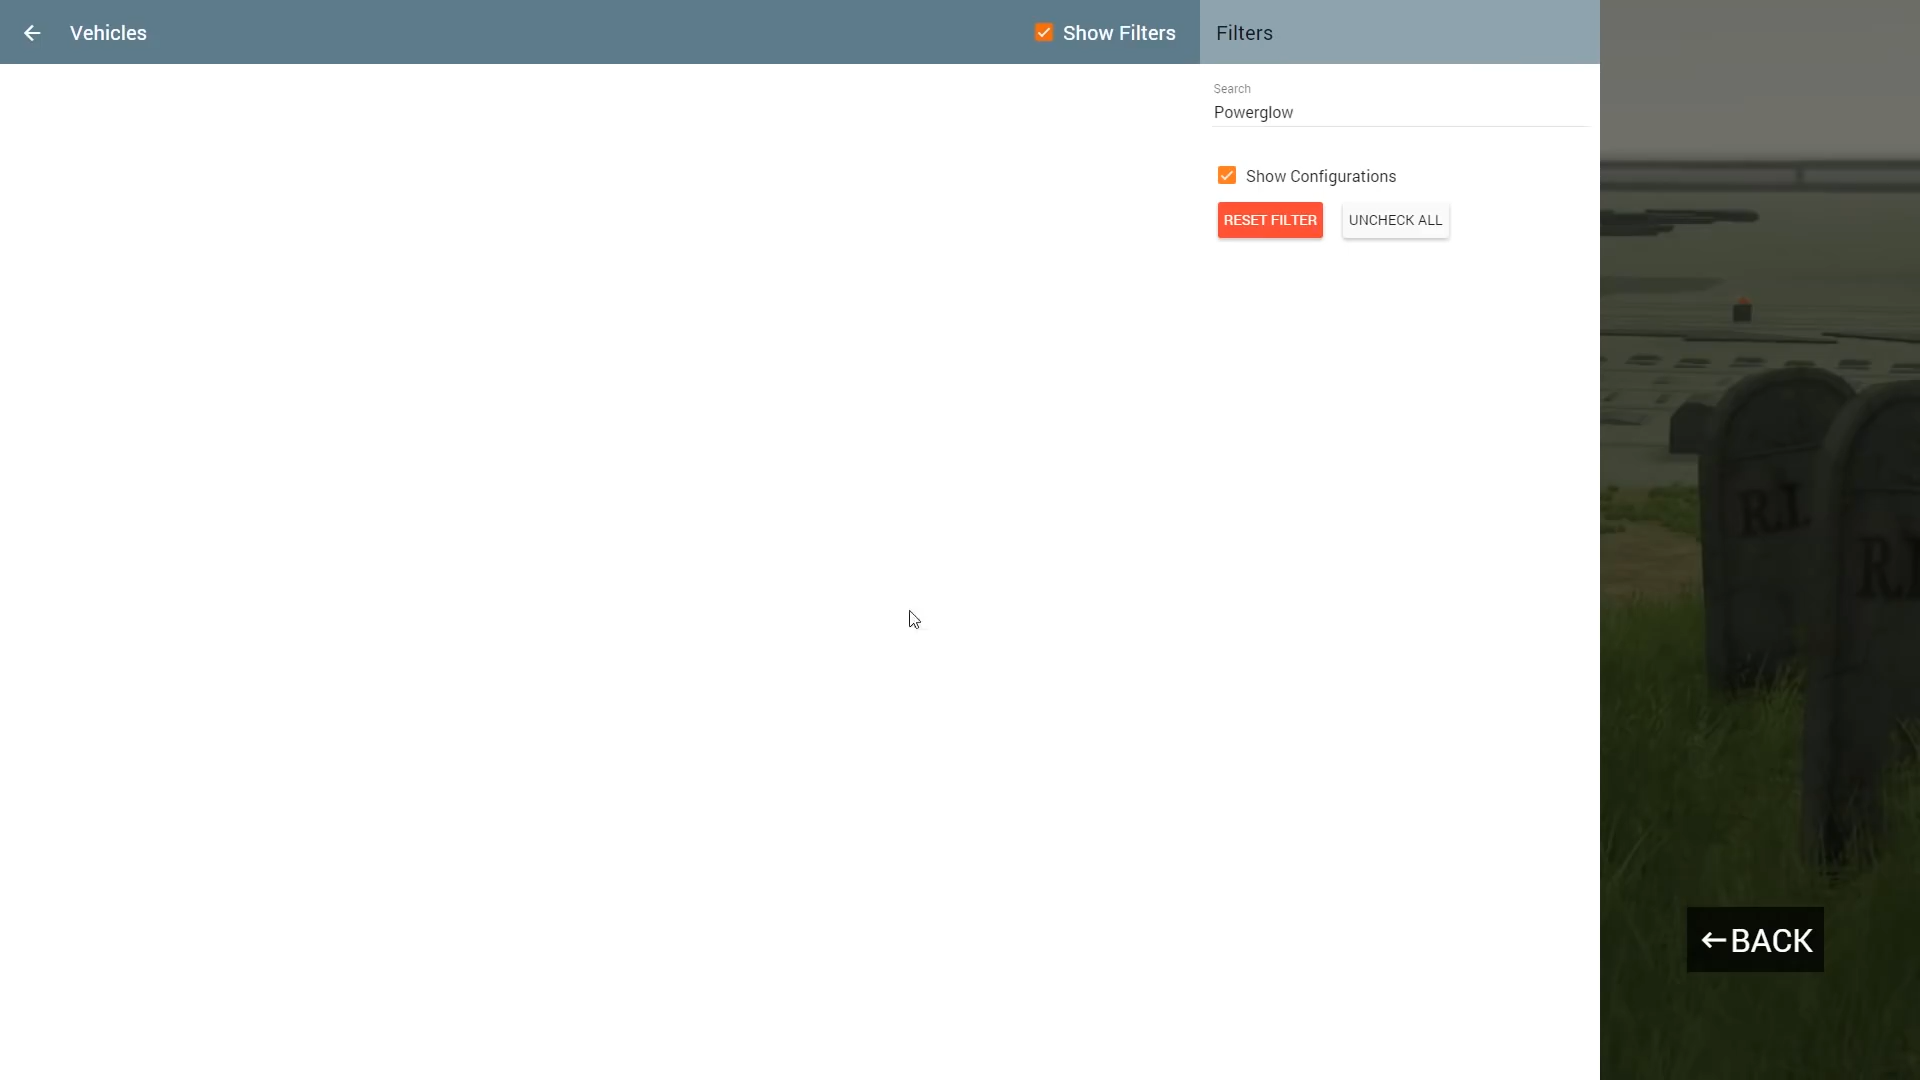 Vehicles
Show Filters
Filters
Search
Powerglow
Show Configurations
RESET FILTER
UNCHECK ALL
R.I.
R.I
←BACK